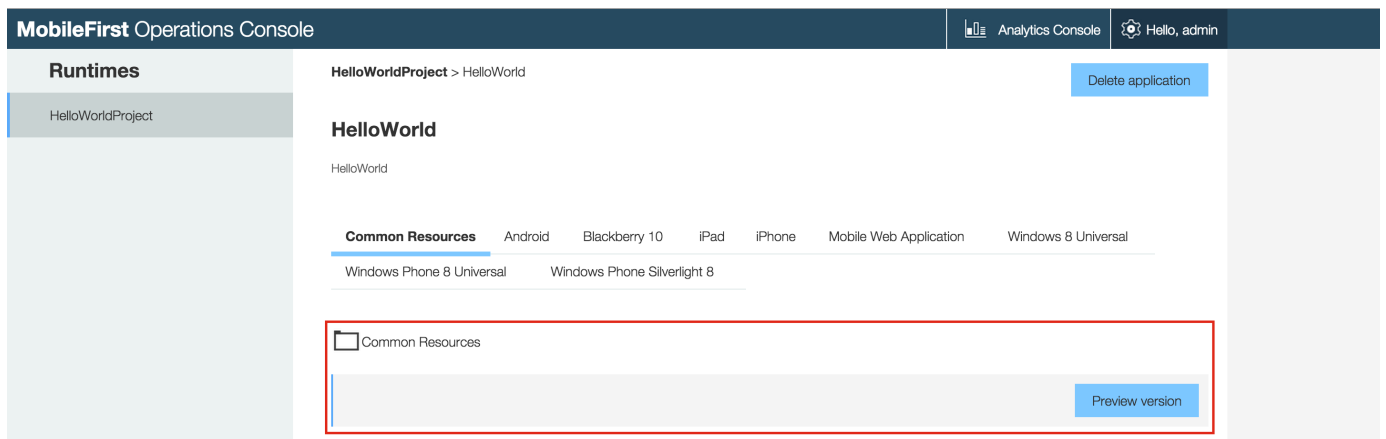 MobileFirst Operations Console
Analytics Console
Hello, admin
Runtimes
HelloWorldProject
HelloWorldProject > HelloWorld
Delete application
HelloWorld
HelloWorld
Common Resources Android Blackberry 10 iPad iPhone Mobile Web Application Windows 8 Universal
Windows Phone 8 Universal Windows Phone Silverlight 8
Common Resources
Preview version